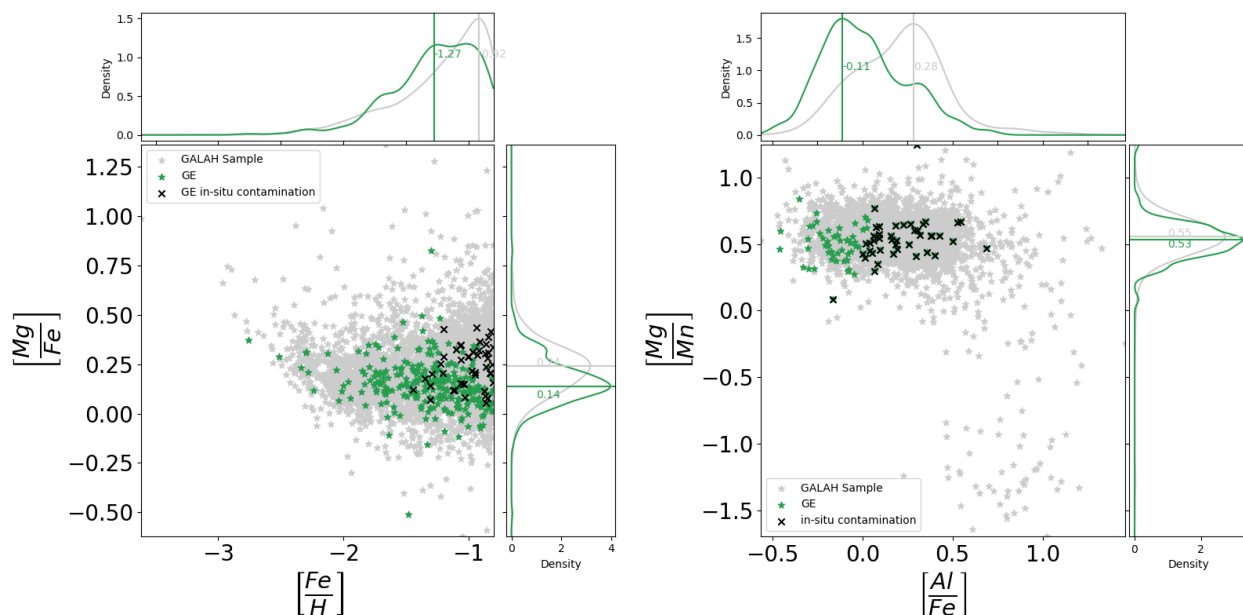 1.5
1.0
0.5
0.0
Density
-1.27
1.25
1.00
0.75
0.50
0.25
0.00
−0.25
−0.50
[Mg/Fe]
GALAH Sample
GE
GE in-situ contamination
−3
−2
−1
[Fe/H]
0.14
0
2
4
Density
1.5
1.0
0.5
0.0
Density
-0.11
0.28
1.0
0.5
0.0
−0.5
−1.0
−1.5
[Mg/Mn]
GALAH Sample
GE
in-situ contamination
−0.5
0.0
0.5
1.0
[Al/Fe]
0.55
0.53
0
2
Density